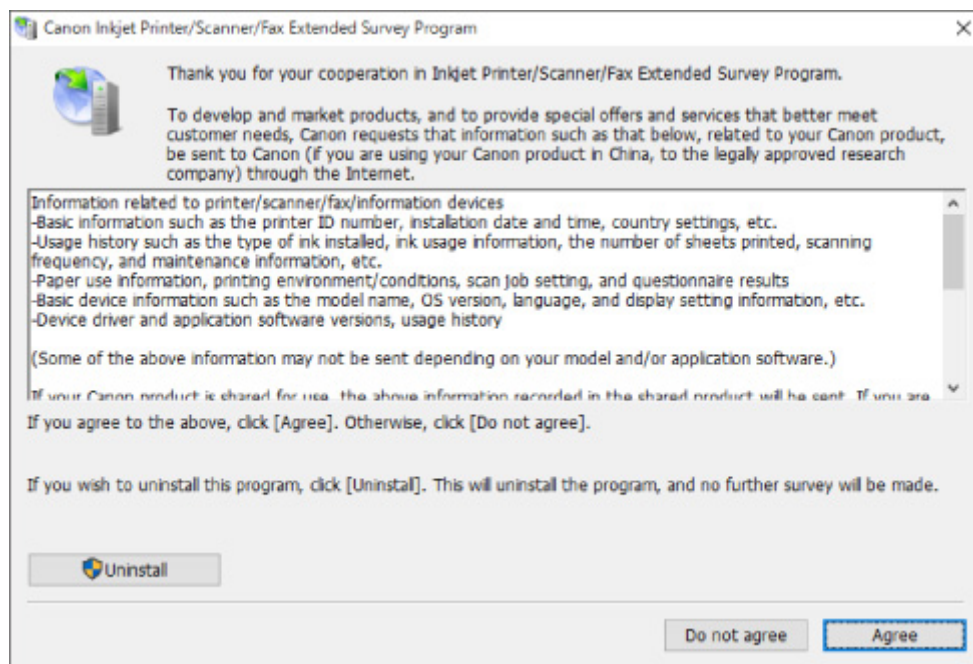 Canon Inkjet Printer/Scanner/Fax Extended Survey Program
Thank you for your cooperation in Inkjet Printer/Scanner/Fax Extended Survey Program.
To develop and market products, and to provide special offers and services that better meet
customer needs, Canon requests that information such as that below, related to your Canon product,
be sent to Canon (if you are using your Canon product in China, to the legally approved research
company) through the Internet.
Information related to printer/scanner/fax/information devices
-Basic information such as the printer ID number, installation date and time, country settings, etc.
-Usage history such as the type of ink installed, ink usage information, the number of sheets printed, scanning
frequency, and maintenance information, etc.
-Paper use information, printing environment/conditions, scan job setting, and questionnaire results
-Basic device information such as the model name, OS version, language, and display setting information, etc.
-Device driver and application software versions, usage history
(Some of the above information may not be sent depending on your model and/or application software.)
If your Canon product is shared for use, the above information recorded in the shared product will be sent. If you are
If you agree to the above, click [Agree]. Otherwise, click [Do not agree].
If you wish to uninstall this program, click [Uninstall]. This will uninstall the program, and no further survey will be made.
Uninstall
Do not agree
Agree